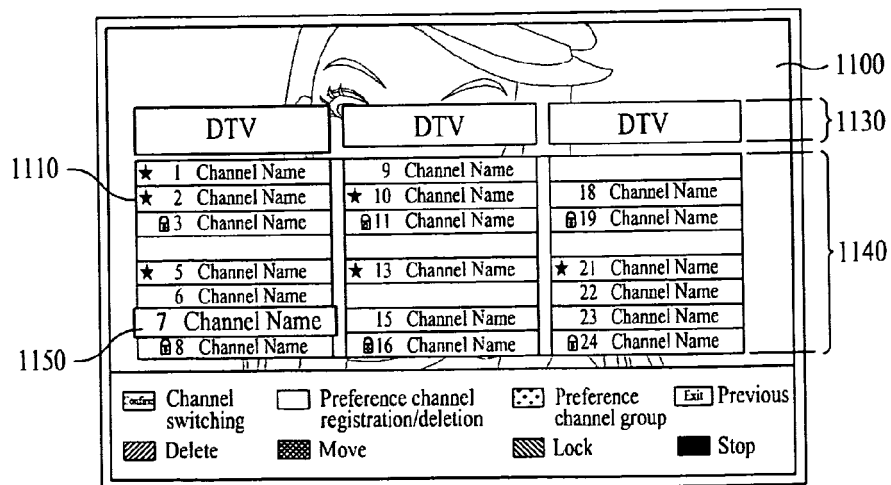 1100
DTV DTV DTV
1130
1110
★ 1 Channel Name 9 Channel Name
★ 2 Channel Name ★ 10 Channel Name 18 Channel Name
3 Channel Name 11 Channel Name 19 Channel Name
1140
★ 5 Channel Name ★ 13 Channel Name ★ 21 Channel Name
6 Channel Name 22 Channel Name
7 Channel Name 15 Channel Name 23 Channel Name
1150
8 Channel Name 16 Channel Name 24 Channel Name
Confirm Channel switching
Preference channel registration/deletion
Preference channel group
Exit Previous
Delete Move Lock Stop